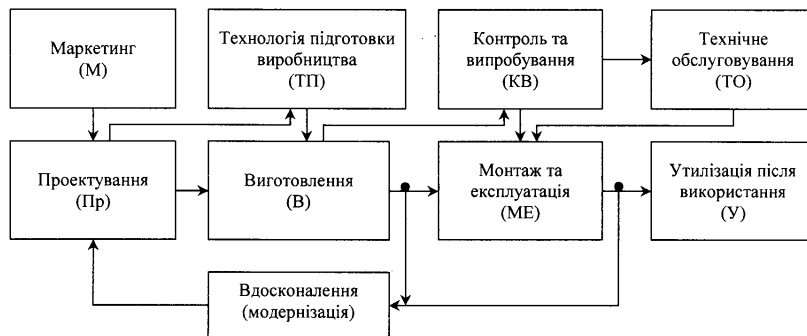 Маркетинг
(М)
Технологія підготовки
виробництва
(ТП)
Контроль та
випробування
(КВ)
Технічне
обслуговування
(ТО)
Проектування
(Пр)
Виготовлення
(В)
Монтаж та
експлуатація
(МЕ)
Утилізація після
використання
(У)
Вдосконалення
(модернізація)